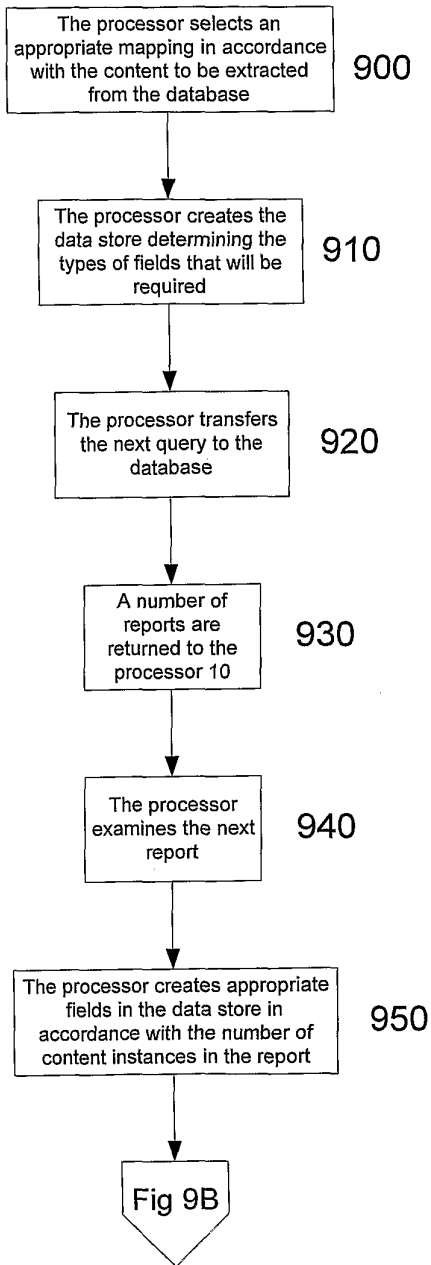 The processor selects an
appropriate mapping in accordance
with the content to be extracted
from the database
900
The processor creates the
data store determining the
types of fields that will be
required
910
The processor transfers
the next query to the
database
920
A number of
reports are
returned to the
processor 10
930
The processor
examines the next
report
940
The processor creates appropriate
fields in the data store in
accordance with the number of
content instances in the report
950
Fig 9B